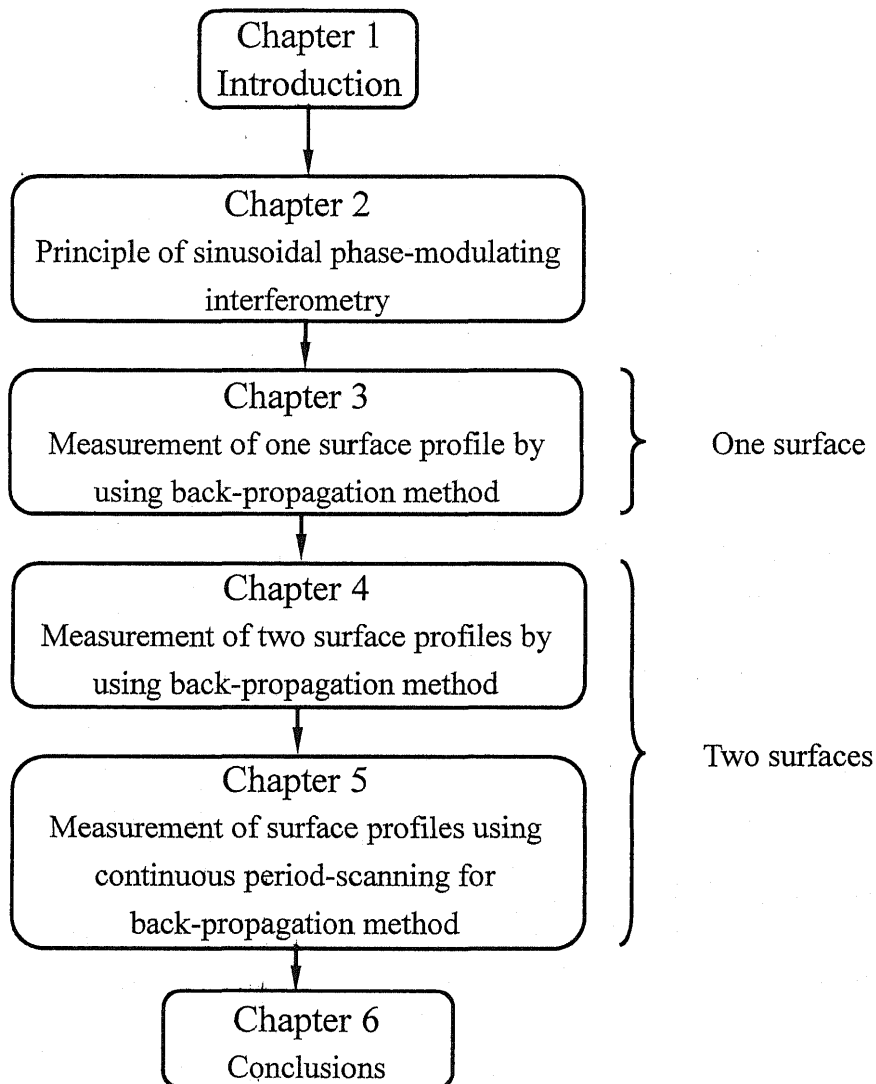 Chapter 1
Introduction
Chapter 2
Principle of sinusoidal phase-modulating
interferometry
Chapter 3
Measurement of one surface profile by
using back-propagation method
One surface
Chapter 4
Measurement of two surface profiles by
using back-propagation method
Two surfaces
Chapter 5
Measurement of surface profiles using
continuous period-scanning for
back-propagation method
Chapter 6
Conclusions